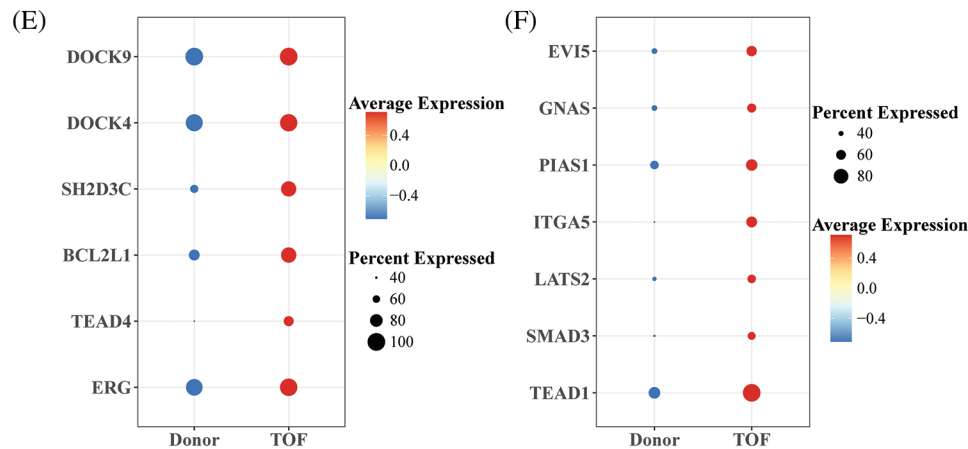 (E)
DOCK9
DOCK4
SH2D3C
BCL2L1
TEAD4
ERG
Donor TOF
Average Expression
0.4
0.0
−0.4
Percent Expressed
40
60
80
100
(F)
EVI5
GNAS
PIAS1
ITGA5
LATS2
SMAD3
TEAD1
Donor TOF
Percent Expressed
40
60
80
Average Expression
0.4
0.0
−0.4